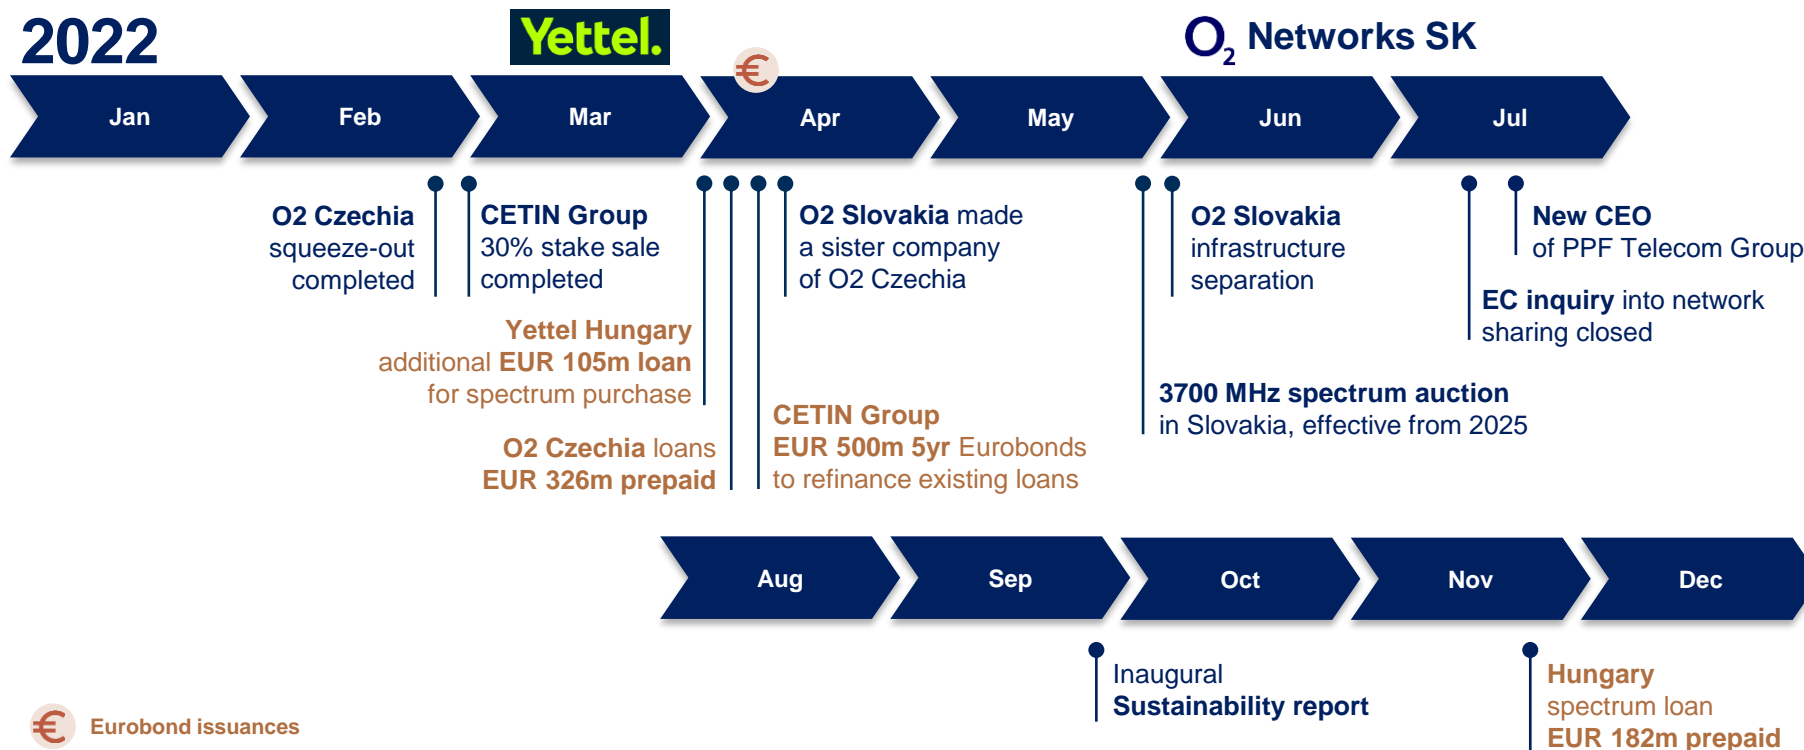 2022
Yettel.
O2 Networks SK
€
Jan
Feb
Mar
Apr
May
Jun
Jul
O2 Czechia
squeeze-out
completed
CETIN Group
30% stake sale
completed
O2 Slovakia made
a sister company
of O2 Czechia
O2 Slovakia
infrastructure
separation
New CEO
of PPF Telecom Group
EC inquiry into network
sharing closed
Yettel Hungary
additional EUR 105m loan
for spectrum purchase
3700 MHz spectrum auction
in Slovakia, effective from 2025
O2 Czechia loans
EUR 326m prepaid
CETIN Group
EUR 500m 5yr Eurobonds
to refinance existing loans
Aug
Sep
Oct
Nov
Dec
Inaugural
Sustainability report
Hungary
spectrum loan
EUR 182m prepaid
€ Eurobond issuances